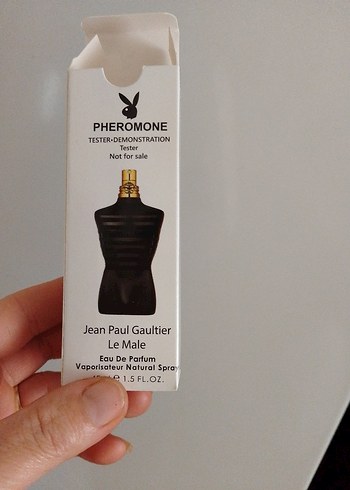 PHEROMONE
TESTER•DEMONSTRATION
Tester
Not for sale
Jean Paul Gaultier
Le Male
Eau De Parfum
Vaporisateur Natural Spray
℮ 1.5 FL.OZ.